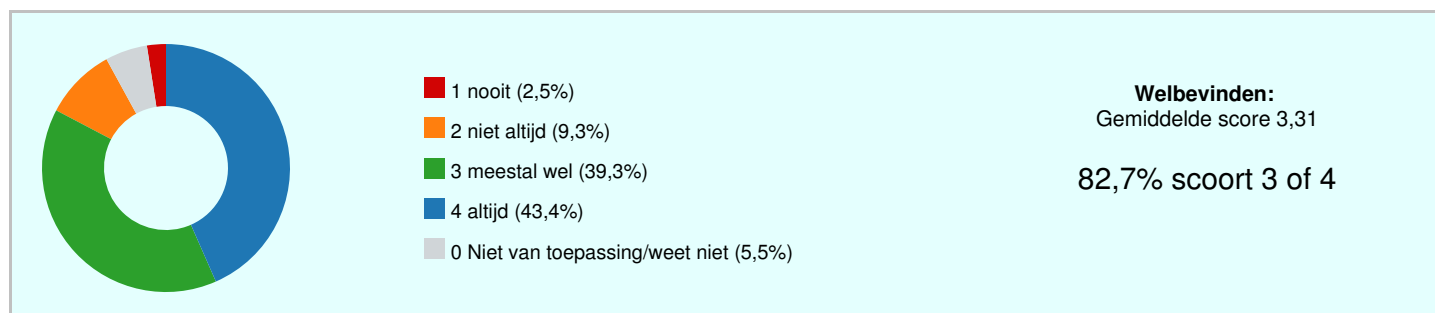 1 nooit (2,5%)
2 niet altijd (9,3%)
3 meestal wel (39,3%)
4 altijd (43,4%)
0 Niet van toepassing/weet niet (5,5%)
Welbevinden:
Gemiddelde score 3,31
82,7% scoort 3 of 4